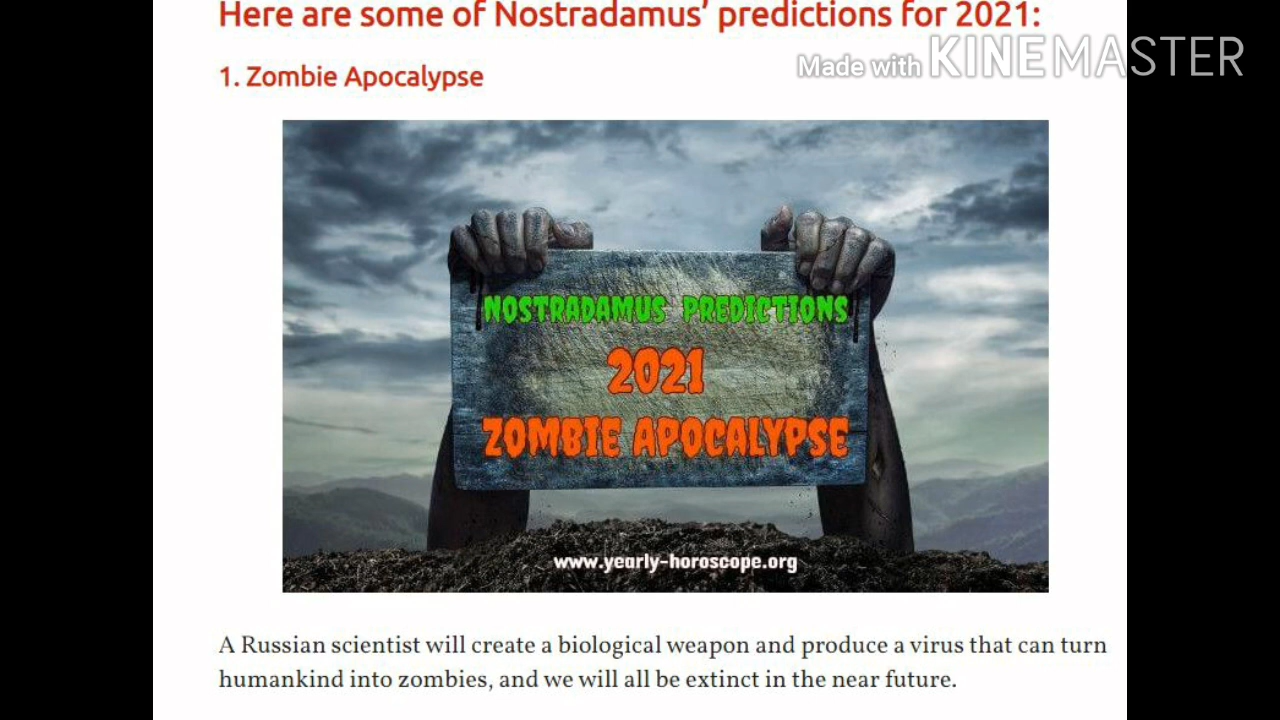 Here are some of Nostradamus' predictions for 2021:
Made with KINEMASTER
1. Zombie Apocalypse
NOSTRADAMUS PREDICTIONS
2021
ZOMBIE APOCALYPSE
www.yearly-horoscope.org
A Russian scientist will create a biological weapon and produce a virus that can turn
humankind into zombies, and we will all be extinct in the near future.